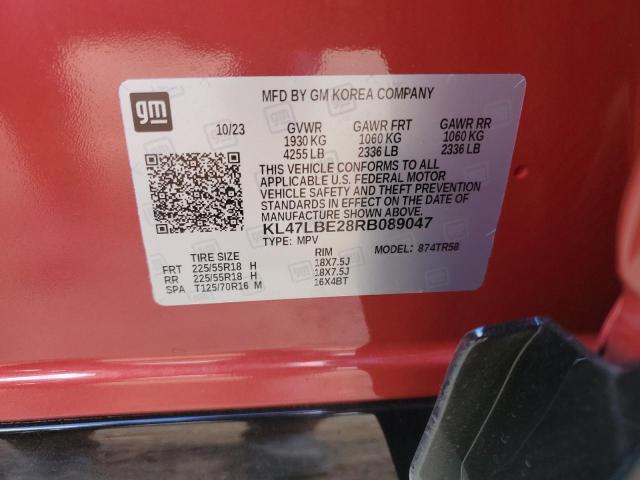 gm
MFD BY GM KOREA COMPANY
10/23 GVWR GAWR FRT GAWR RR
1930 KG 1060 KG 1060 KG
4255 LB 2336 LB 2336 LB
THIS VEHICLE CONFORMS TO ALL
APPLICABLE U.S. FEDERAL MOTOR
VEHICLE SAFETY AND THEFT PREVENTION
STANDARDS IN EFFECT ON THE DATE OF
MANUFACTURE SHOWN ABOVE.
KL47LBE28RB089047
TYPE: MPV MODEL: 874TR58
TIRE SIZE RIM
FRT 225/55R18 H 18X7.5J
RR 225/55R18 H 18X7.5J
SPA T125/70R16 M 16X4BT